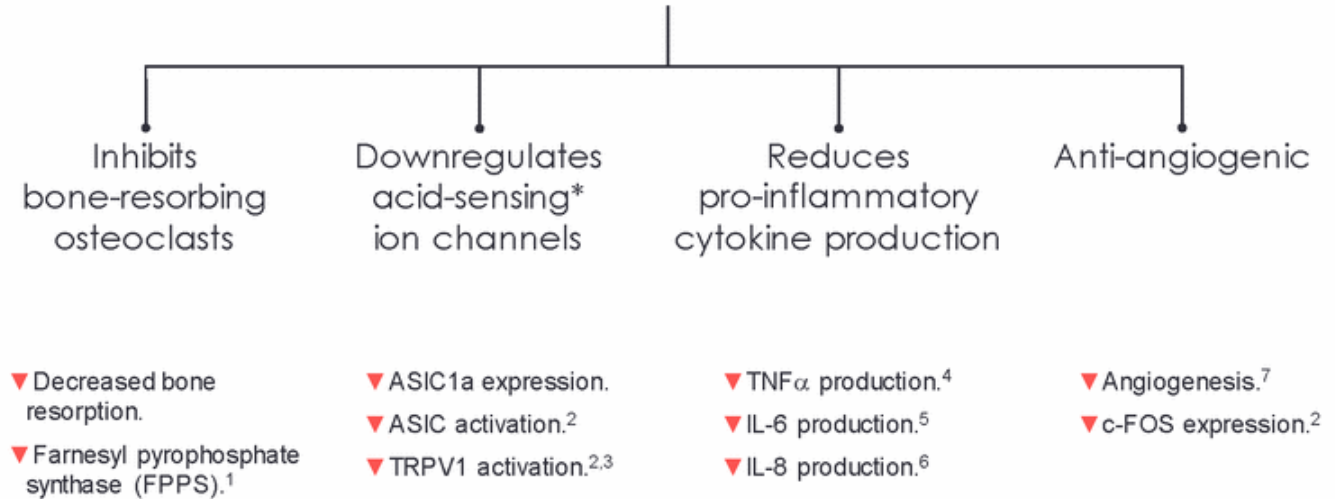 Inhibits
bone-resorbing
osteoclasts
Downregulates
acid-sensing*
ion channels
Reduces
pro-inflammatory
cytokine production
Anti-angiogenic
▼ Decreased bone
resorption.
▼ Farnesyl pyrophosphate
synthase (FPPS).¹
▼ ASIC1a expression.
▼ ASIC activation.²
▼ TRPV1 activation.²,³
▼ TNFα production.⁴
▼ IL-6 production.⁵
▼ IL-8 production.⁶
▼ Angiogenesis.⁷
▼ c-FOS expression.²